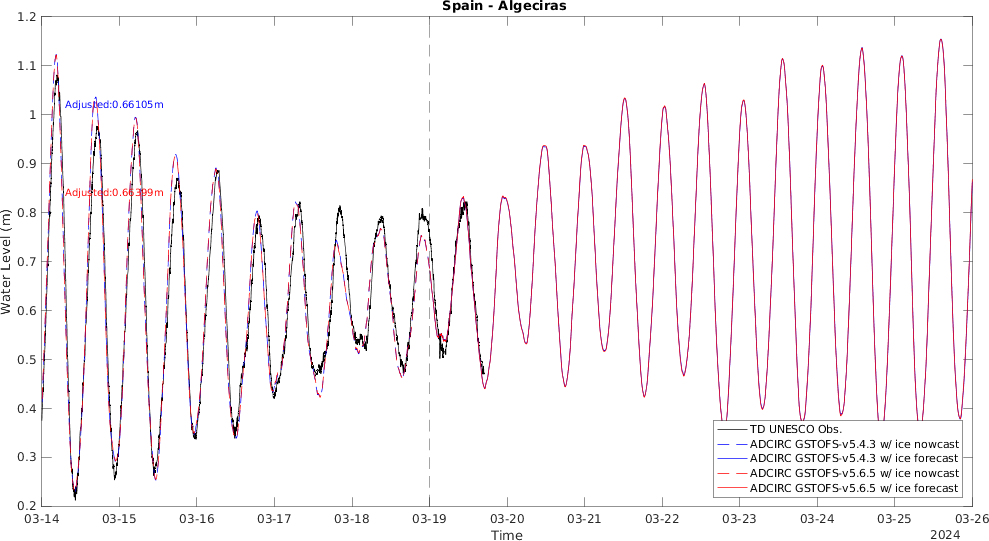 Spain - Algeciras
1.2
1.1
1
0.9
0.8
0.7
0.6
0.5
0.4
0.3
0.2
Water Level (m)
Adjusted:0.66105m
Adjusted:0.66399m
TD UNESCO Obs.
ADCIRC GSTOFS-v5.4.3 w/ ice nowcast
ADCIRC GSTOFS-v5.4.3 w/ ice forecast
ADCIRC GSTOFS-v5.6.5 w/ ice nowcast
ADCIRC GSTOFS-v5.6.5 w/ ice forecast
03-14 03-15 03-16 03-17 03-18 03-19 03-20 03-21 03-22 03-23 03-24 03-25 03-26
Time
2024